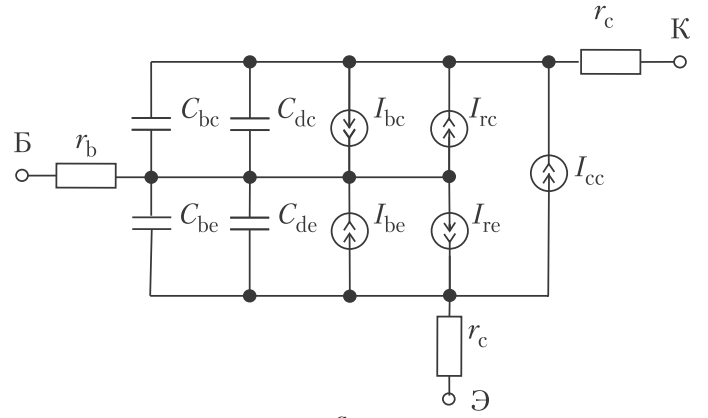 r_c
К
C_bc
C_dc
I_bc
I_rc
Б
r_b
I_cc
C_be
C_de
I_be
I_re
r_c
Э